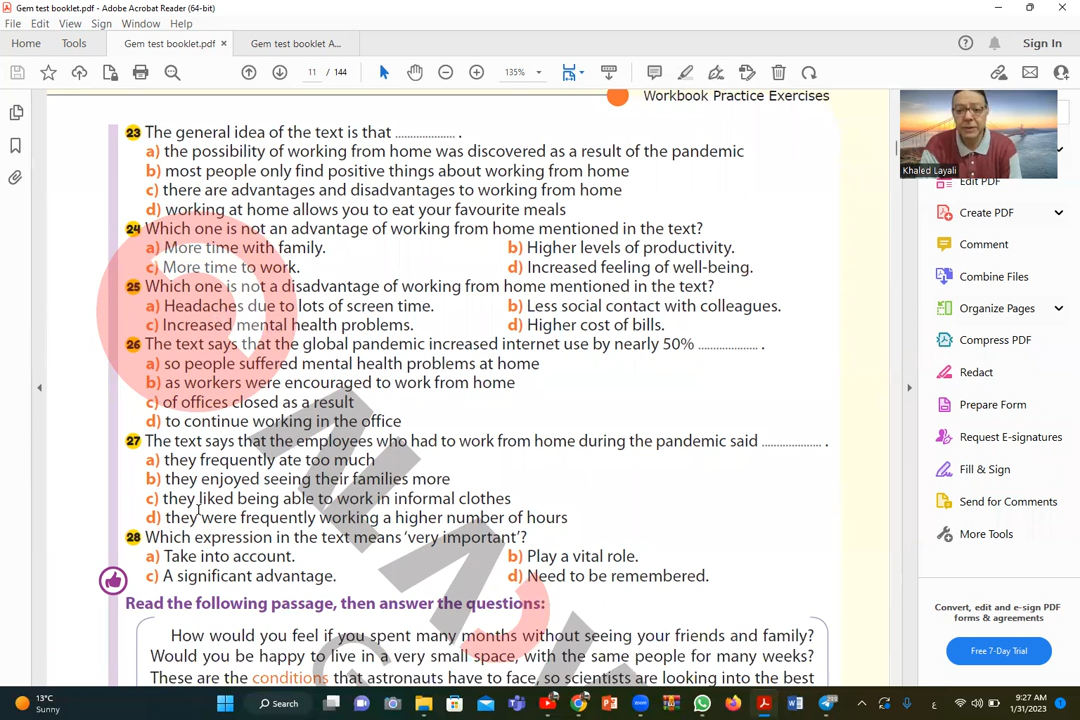 Gem test booklet.pdf - Adobe Acrobat Reader (64-bit)
File Edit View Sign Window Help
Home Tools Gem test booklet.pdf × Gem test booklet A... Sign In
11 / 144 135%
Workbook Practice Exercises
Khaled Layali
23 The general idea of the text is that .................... .
a) the possibility of working from home was discovered as a result of the pandemic
b) most people only find positive things about working from home
c) there are advantages and disadvantages to working from home
d) working at home allows you to eat your favourite meals
24 Which one is not an advantage of working from home mentioned in the text?
a) More time with family. b) Higher levels of productivity.
c) More time to work. d) Increased feeling of well-being.
25 Which one is not a disadvantage of working from home mentioned in the text?
a) Headaches due to lots of screen time. b) Less social contact with colleagues.
c) Increased mental health problems. d) Higher cost of bills.
26 The text says that the global pandemic increased internet use by nearly 50% .................... .
a) so people suffered mental health problems at home
b) as workers were encouraged to work from home
c) of offices closed as a result
d) to continue working in the office
27 The text says that the employees who had to work from home during the pandemic said .................... .
a) they frequently ate too much
b) they enjoyed seeing their families more
c) they liked being able to work in informal clothes
d) they were frequently working a higher number of hours
28 Which expression in the text means ‘very important’?
a) Take into account. b) Play a vital role.
c) A significant advantage. d) Need to be remembered.
Read the following passage, then answer the questions:
How would you feel if you spent many months without seeing your friends and family?
Would you be happy to live in a very small space, with the same people for many weeks?
These are the conditions that astronauts have to face, so scientists are looking into the best
Edit PDF
Create PDF
Comment
Combine Files
Organize Pages
Compress PDF
Redact
Prepare Form
Request E-signatures
Fill & Sign
Send for Comments
More Tools
Convert, edit and e-sign PDF
forms & agreements
Free 7-Day Trial
13°C
Sunny
Search
9:27 AM
1/31/2023